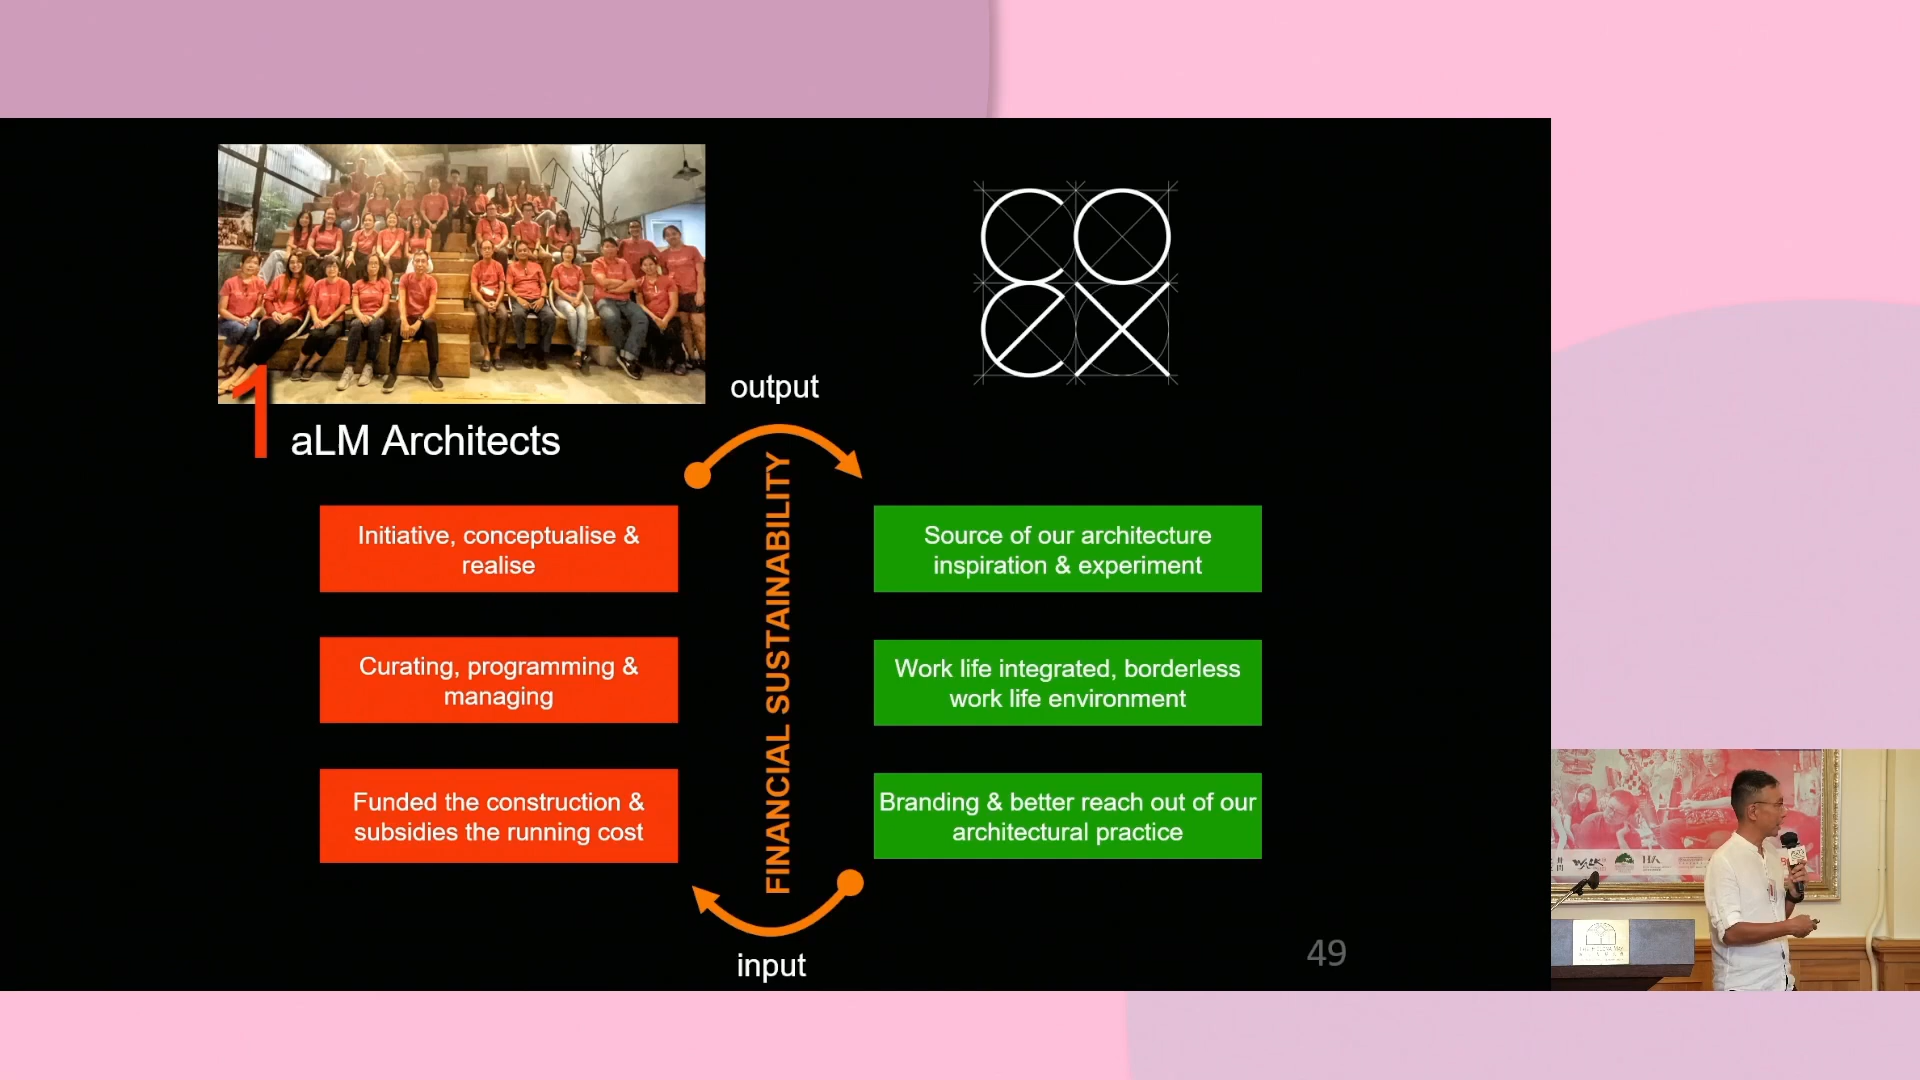 CO
EX
output
1
aLM Architects
FINANCIAL SUSTAINABILITY
Initiative, conceptualise &
realise
Source of our architecture
inspiration & experiment
Curating, programming &
managing
Work life integrated, borderless
work life environment
Funded the construction &
subsidies the running cost
Branding & better reach out of our
architectural practice
input
49